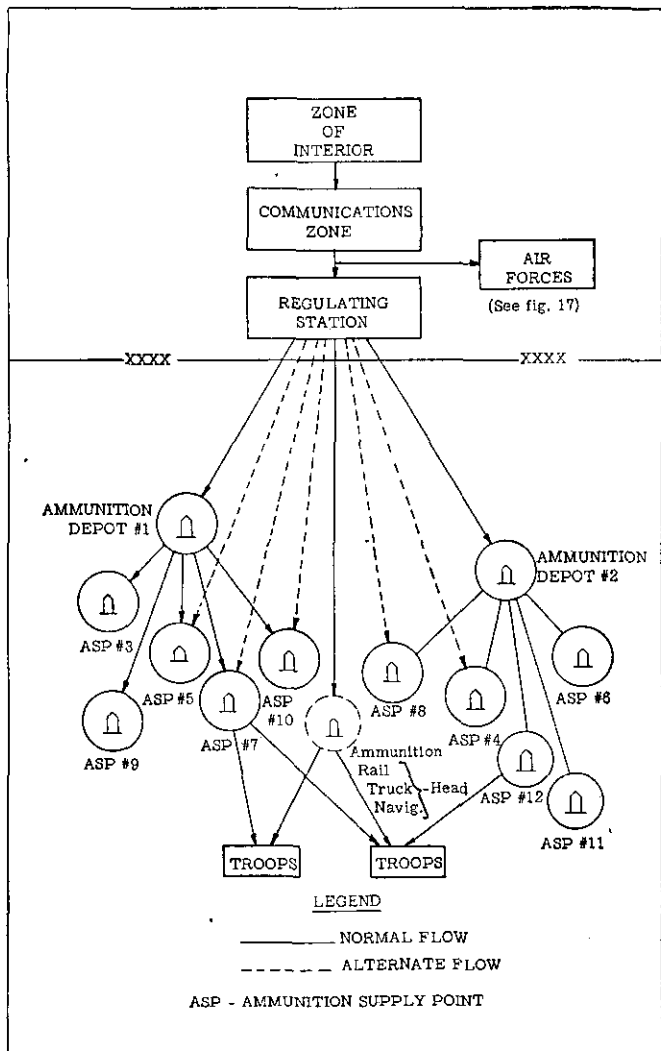 ZONE
OF
INTERIOR
COMMUNICATIONS
ZONE
AIR
FORCES
(See fig. 17)
REGULATING
STATION
XXXX
XXXX
AMMUNITION
DEPOT #1
AMMUNITION
DEPOT #2
ASP #3
ASP #5
ASP
#10
ASP #8
ASP #4
ASP #6
ASP #9
ASP #7
Ammunition
Rail
Truck -Head
Navig.
ASP #12
ASP #11
TROOPS
TROOPS
LEGEND
NORMAL FLOW
ALTERNATE FLOW
ASP - AMMUNITION SUPPLY POINT